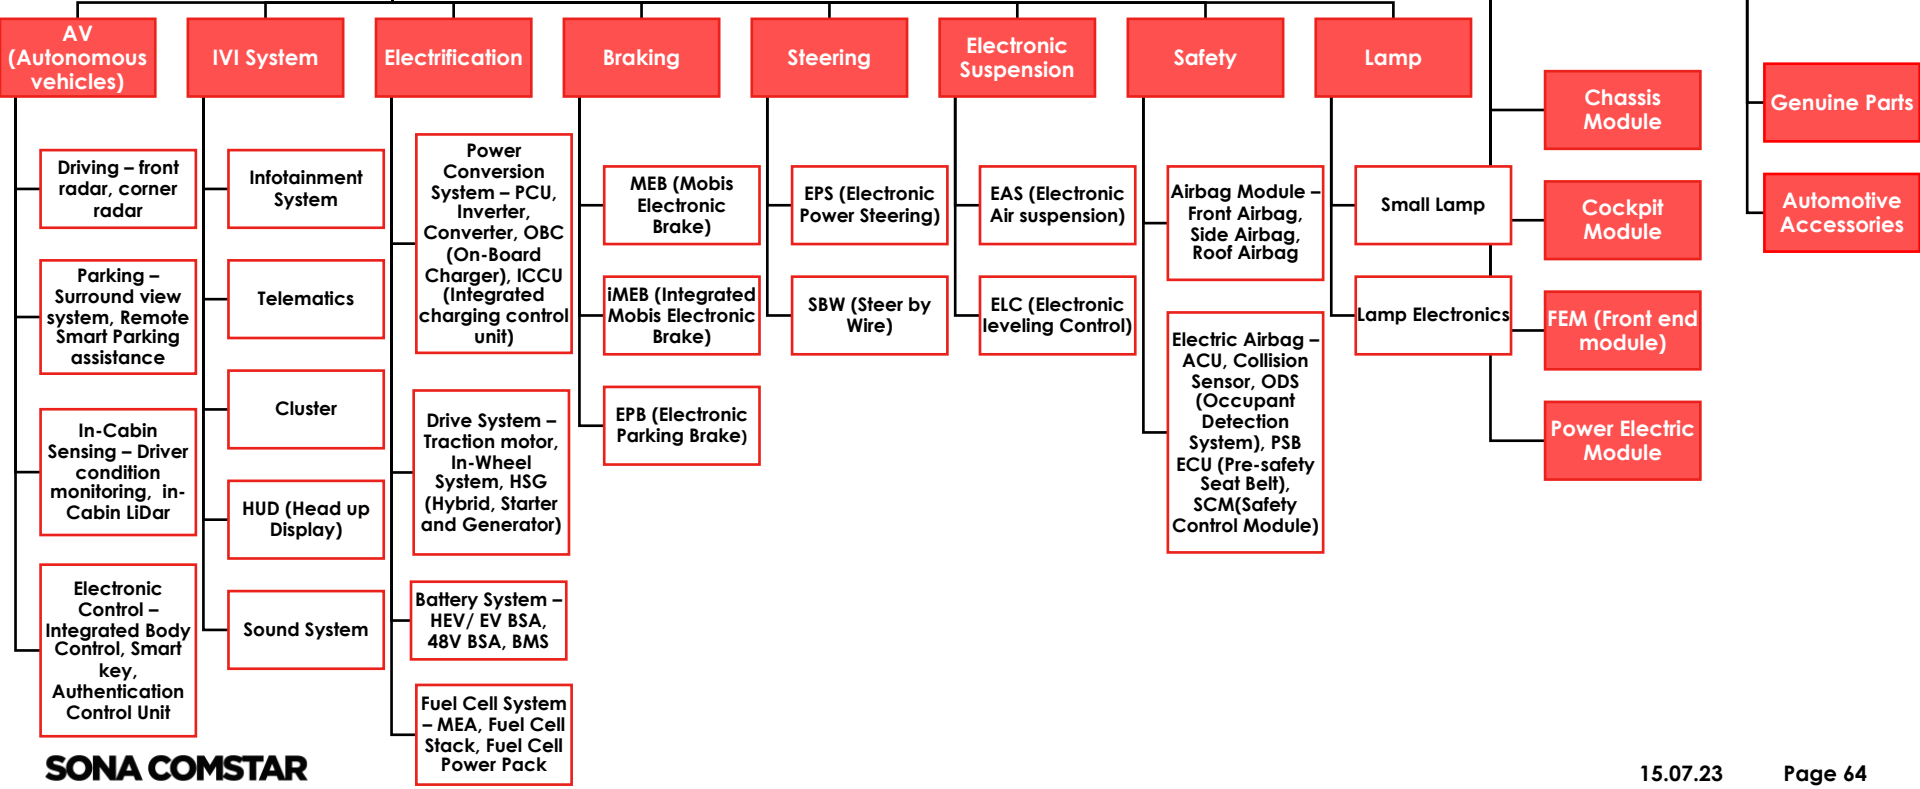 AV
(Autonomous
vehicles)
IVI System
Electrification
Braking
Steering
Electronic
Suspension
Safety
Lamp
Driving – front
radar, corner
radar
Parking –
Surround view
system, Remote
Smart Parking
assistance
In-Cabin
Sensing – Driver
condition
monitoring, in-
Cabin LiDar
Electronic
Control –
Integrated Body
Control, Smart
key,
Authentication
Control Unit
Infotainment
System
Telematics
Cluster
HUD (Head up
Display)
Sound System
Power
Conversion
System – PCU,
Inverter,
Converter, OBC
(On-Board
Charger), ICCU
(Integrated
charging control
unit)
Drive System –
Traction motor,
In-Wheel
System, HSG
(Hybrid, Starter
and Generator)
Battery System –
HEV/ EV BSA,
48V BSA, BMS
Fuel Cell System
– MEA, Fuel Cell
Stack, Fuel Cell
Power Pack
MEB (Mobis
Electronic
Brake)
iMEB (Integrated
Mobis Electronic
Brake)
EPB (Electronic
Parking Brake)
EPS (Electronic
Power Steering)
SBW (Steer by
Wire)
EAS (Electronic
Air suspension)
ELC (Electronic
leveling Control)
Airbag Module –
Front Airbag,
Side Airbag,
Roof Airbag
Electric Airbag –
ACU, Collision
Sensor, ODS
(Occupant
Detection
System), PSB
ECU (Pre-safety
Seat Belt),
SCM(Safety
Control Module)
Small Lamp
Lamp Electronics
Chassis
Module
Cockpit
Module
FEM (Front end
module)
Power Electric
Module
Genuine Parts
Automotive
Accessories
SONA COMSTAR
15.07.23
Page 64